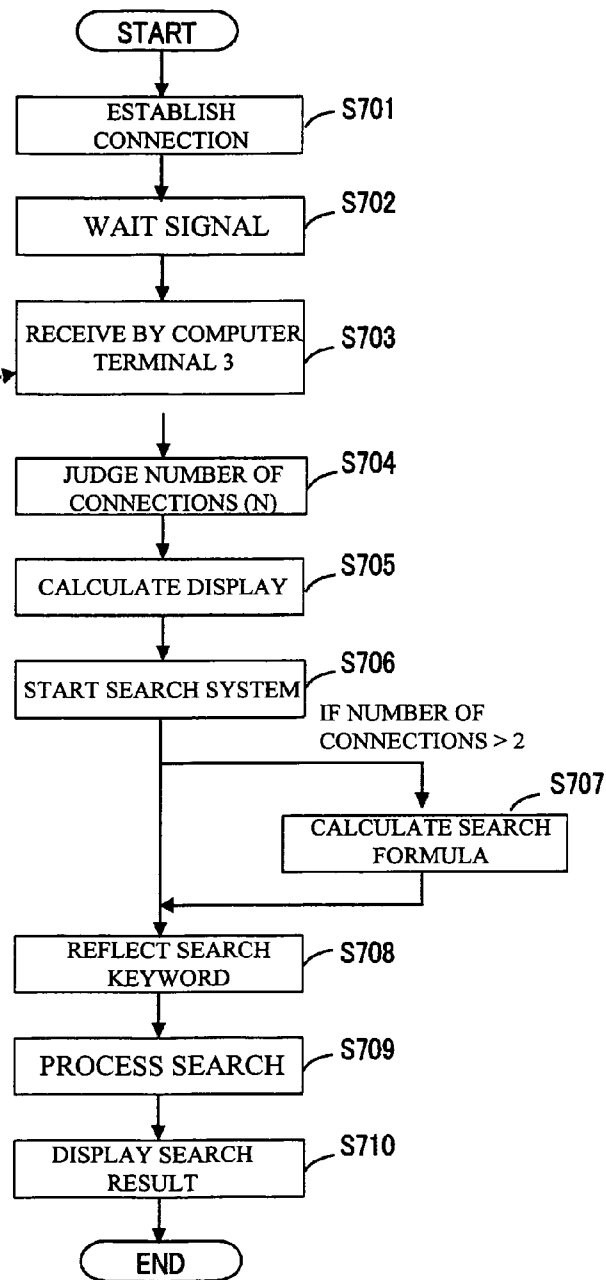 START
ESTABLISH
CONNECTION
S701
WAIT SIGNAL
S702
RECEIVE BY COMPUTER
TERMINAL 3
S703
JUDGE NUMBER OF
CONNECTIONS (N)
S704
CALCULATE DISPLAY
S705
START SEARCH SYSTEM
S706
IF NUMBER OF
CONNECTIONS > 2
CALCULATE SEARCH
FORMULA
S707
REFLECT SEARCH
KEYWORD
S708
PROCESS SEARCH
S709
DISPLAY SEARCH
RESULT
S710
END